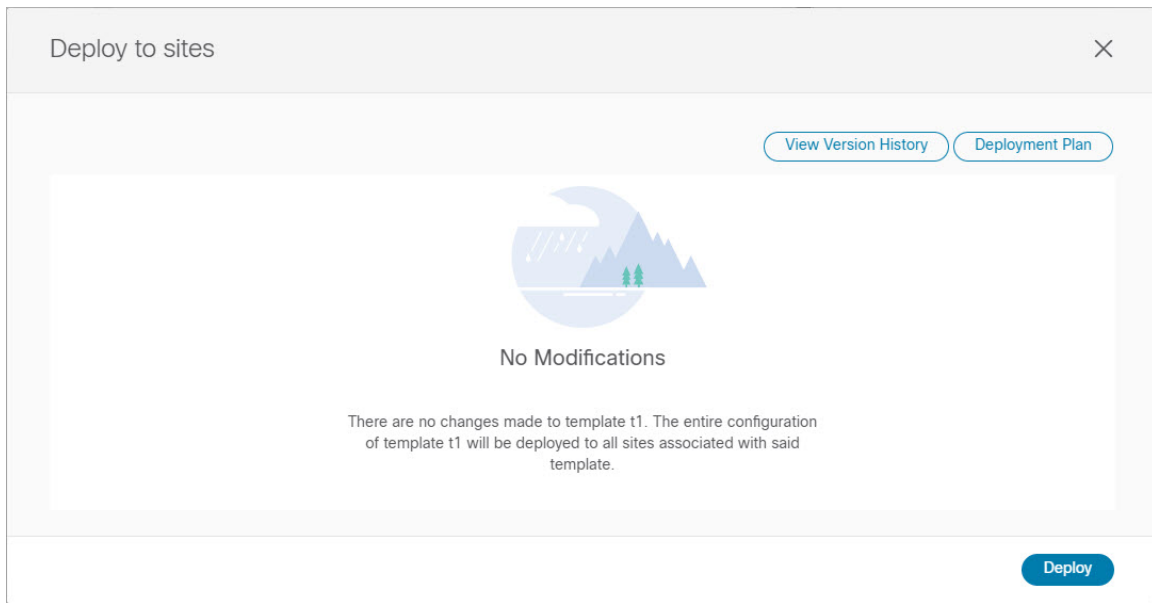 Deploy to sites
View Version History
Deployment Plan
No Modifications
There are no changes made to template t1. The entire configuration
of template t1 will be deployed to all sites associated with said
template.
Deploy